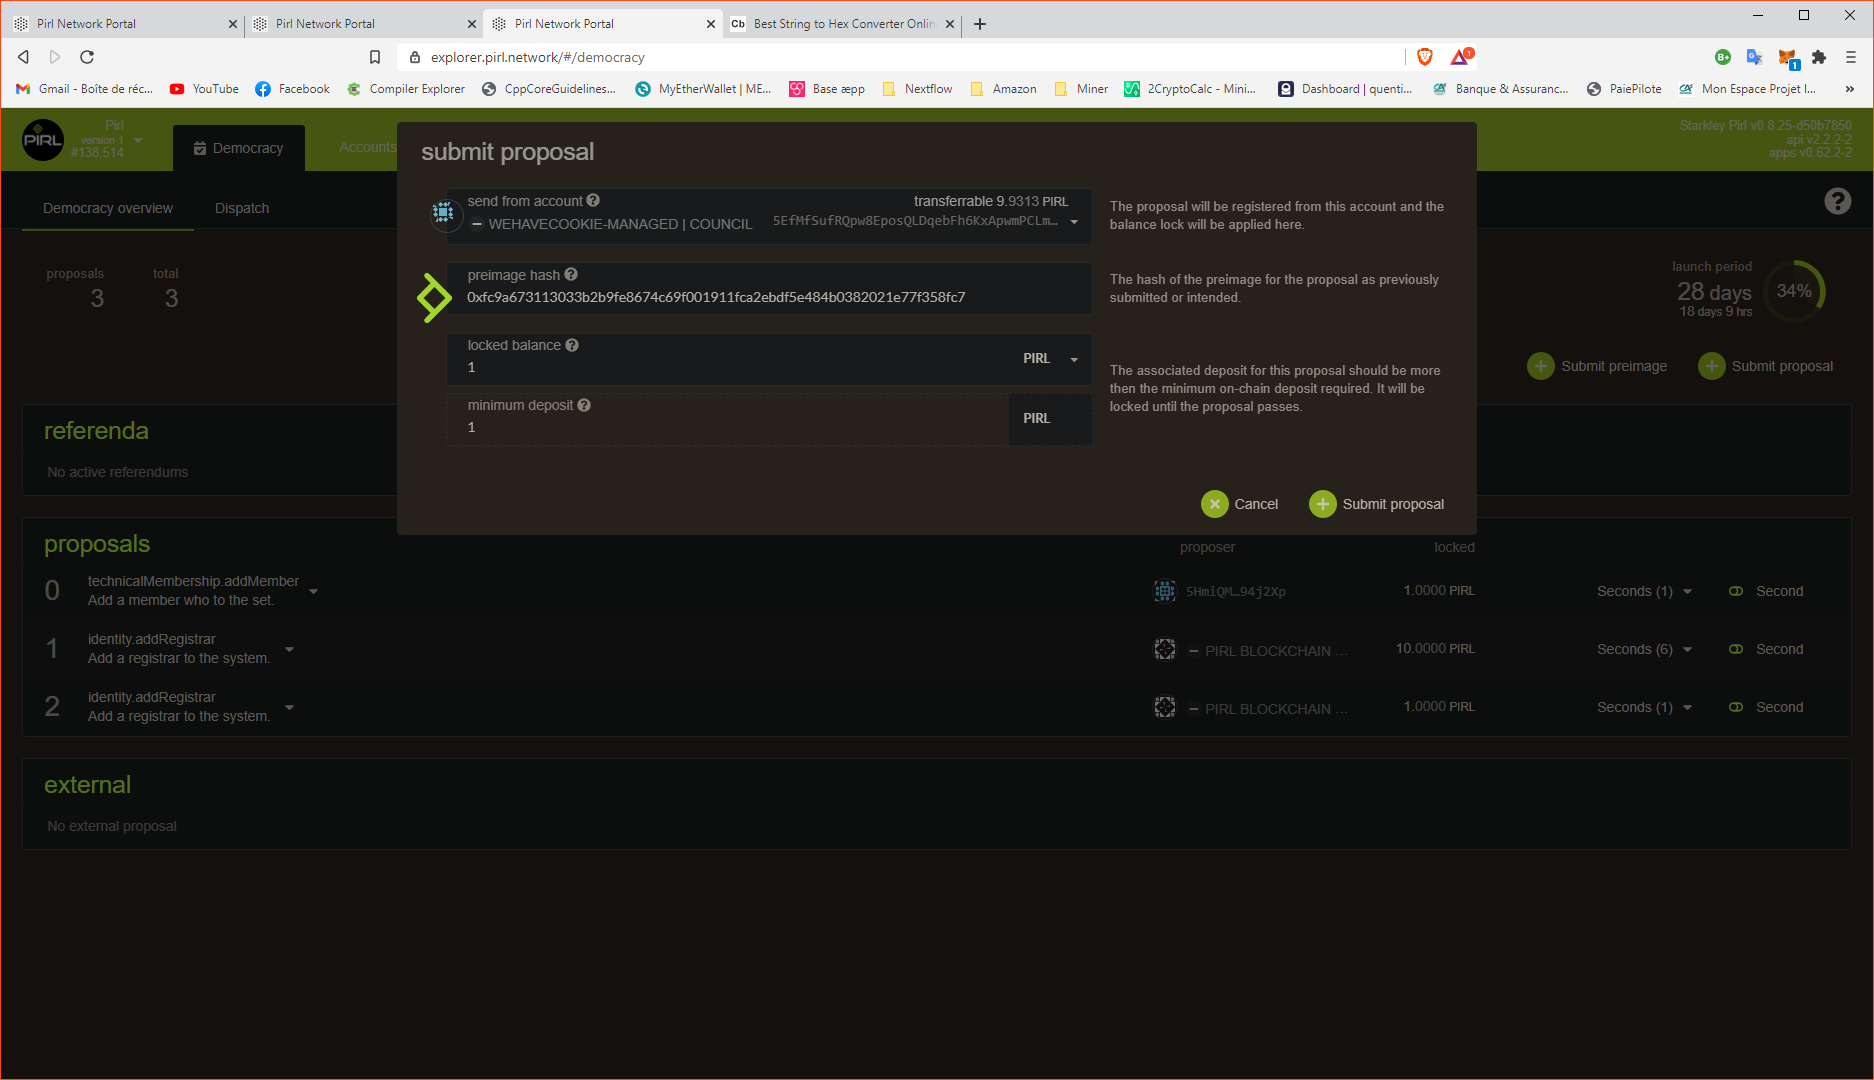 Pirl Network Portal
Pirl Network Portal
Pirl Network Portal
Cb Best String to Hex Converter Onlin
explorer.pirl.network/#/democracy
1
B+
1
Gmail - Boîte de réc...
YouTube
Facebook
Compiler Explorer
CppCoreGuidelines...
MyEtherWallet | ME...
Base æpp
Nextflow
Amazon
Miner
2CryptoCalc - Mini...
Dashboard | quenti...
Banque & Assuranc...
PaiePilote
Mon Espace Projet I...
»
PIRL
Pirl
version 1
#138,514
Democracy
Accounts
Starkley Pirl v0.8.25-d50b7850
api v2.2.2-2
apps v0.62.2-2
Democracy overview
Dispatch
proposals
3
total
3
launch period
28 days
18 days 9 hrs
34%
Submit preimage
Submit proposal
submit proposal
send from account
transferrable 9.9313 PIRL
WEHAVECOOKIE-MANAGED | COUNCIL
5EfMfSufRQpw8EposQLDqebFh6KxApwmPCLm…
The proposal will be registered from this account and the
balance lock will be applied here.
preimage hash
0xfc9a673113033b2b9fe8674c69f001911fca2ebdf5e484b0382021e77f358fc7
The hash of the preimage for the proposal as previously
submitted or intended.
locked balance
1
PIRL
minimum deposit
1
PIRL
The associated deposit for this proposal should be more
then the minimum on-chain deposit required. It will be
locked until the proposal passes.
Cancel
Submit proposal
referenda
No active referendums
proposals
proposer
locked
0
technicalMembership.addMember
Add a member who to the set.
5HmiQM…94j2Xp
1.0000 PIRL
Seconds (1)
Second
1
identity.addRegistrar
Add a registrar to the system.
PIRL BLOCKCHAIN …
10.0000 PIRL
Seconds (6)
Second
2
identity.addRegistrar
Add a registrar to the system.
PIRL BLOCKCHAIN …
1.0000 PIRL
Seconds (1)
Second
external
No external proposal